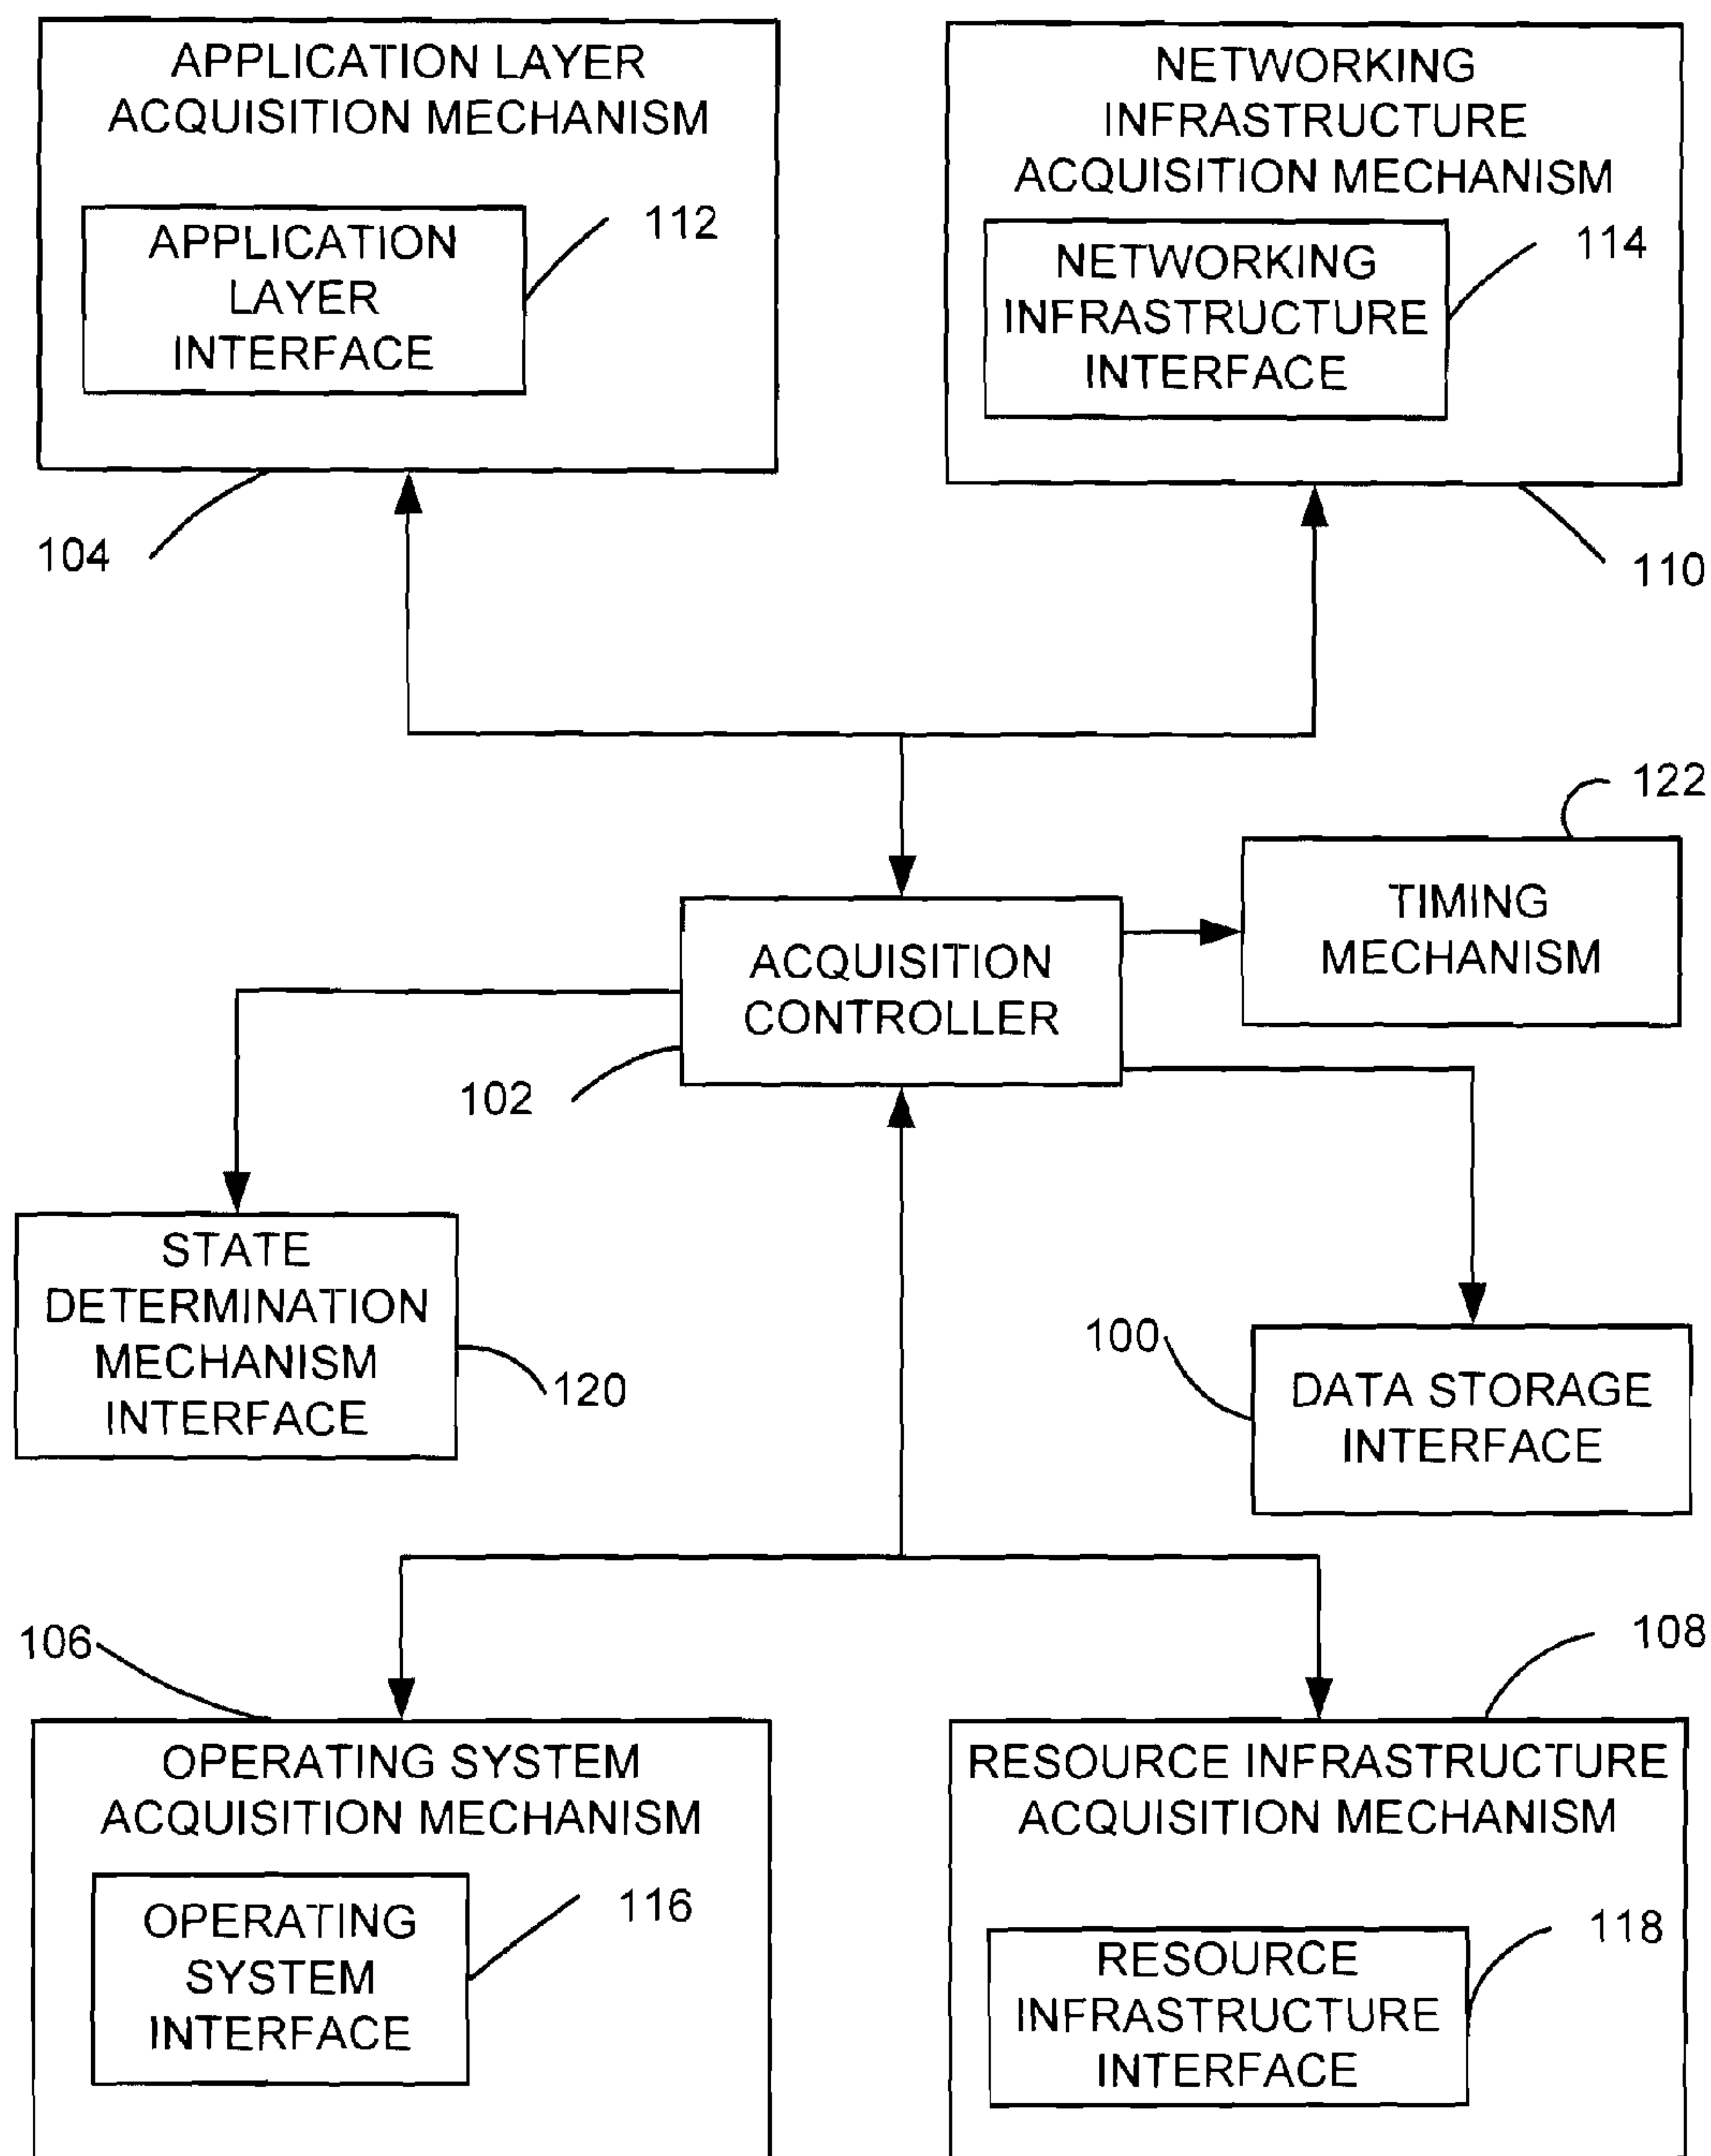 APPLICATION LAYER
ACQUISITION MECHANISM
APPLICATION
LAYER
INTERFACE
112
104
NETWORKING
INFRASTRUCTURE
ACQUISITION MECHANISM
NETWORKING
INFRASTRUCTURE
INTERFACE
114
110
122
TIMING
MECHANISM
ACQUISITION
CONTROLLER
102
STATE
DETERMINATION
MECHANISM
INTERFACE
120
100
DATA STORAGE
INTERFACE
106
OPERATING SYSTEM
ACQUISITION MECHANISM
OPERATING
SYSTEM
INTERFACE
116
108
RESOURCE INFRASTRUCTURE
ACQUISITION MECHANISM
RESOURCE
INFRASTRUCTURE
INTERFACE
118